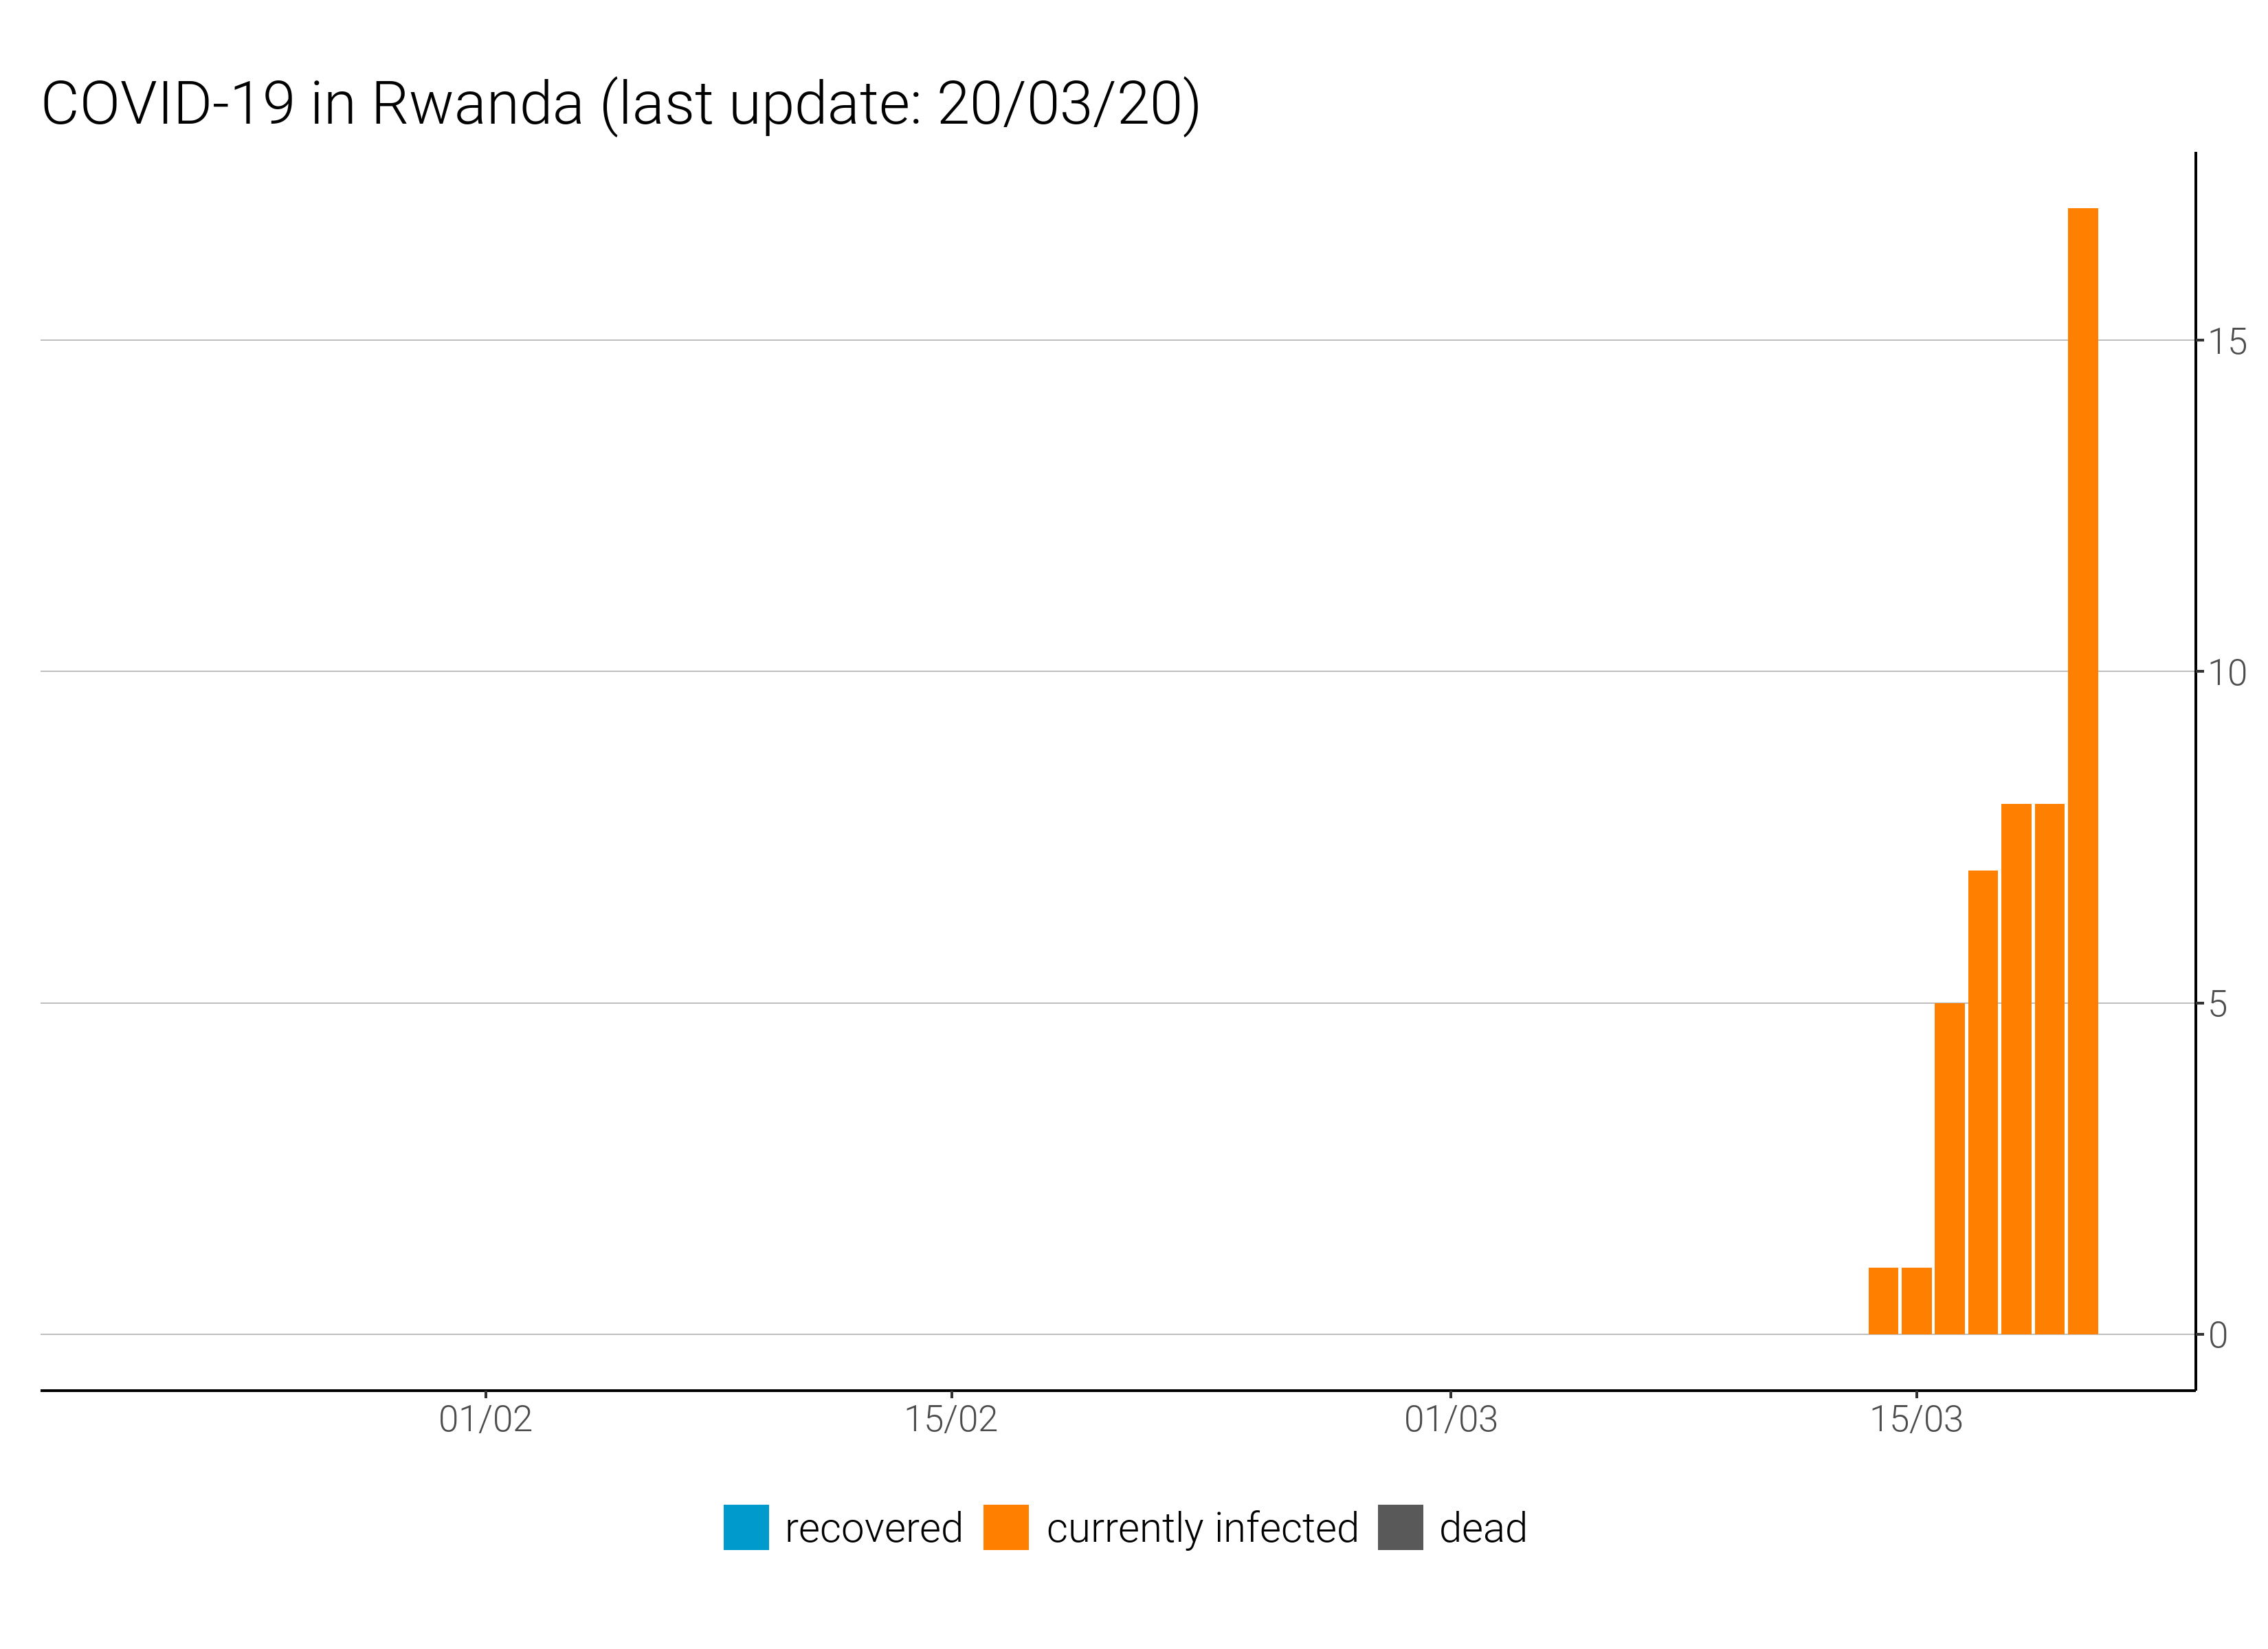 COVID-19 in Rwanda (last update: 20/03/20)
15
10
5
0
01/02 15/02 01/03 15/03
recovered currently infected dead